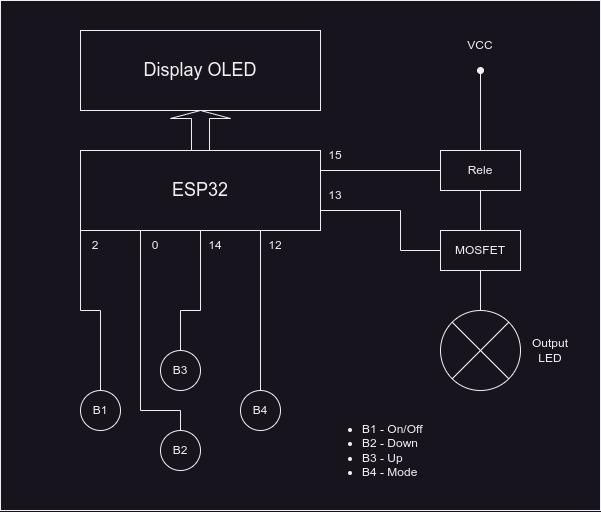 VCC
Display OLED
15
Rele
ESP32
13
2
0
14
12
MOSFET
Output
LED
B3
B1
B4
B2
• B1 - On/Off
• B2 - Down
• B3 - Up
• B4 - Mode